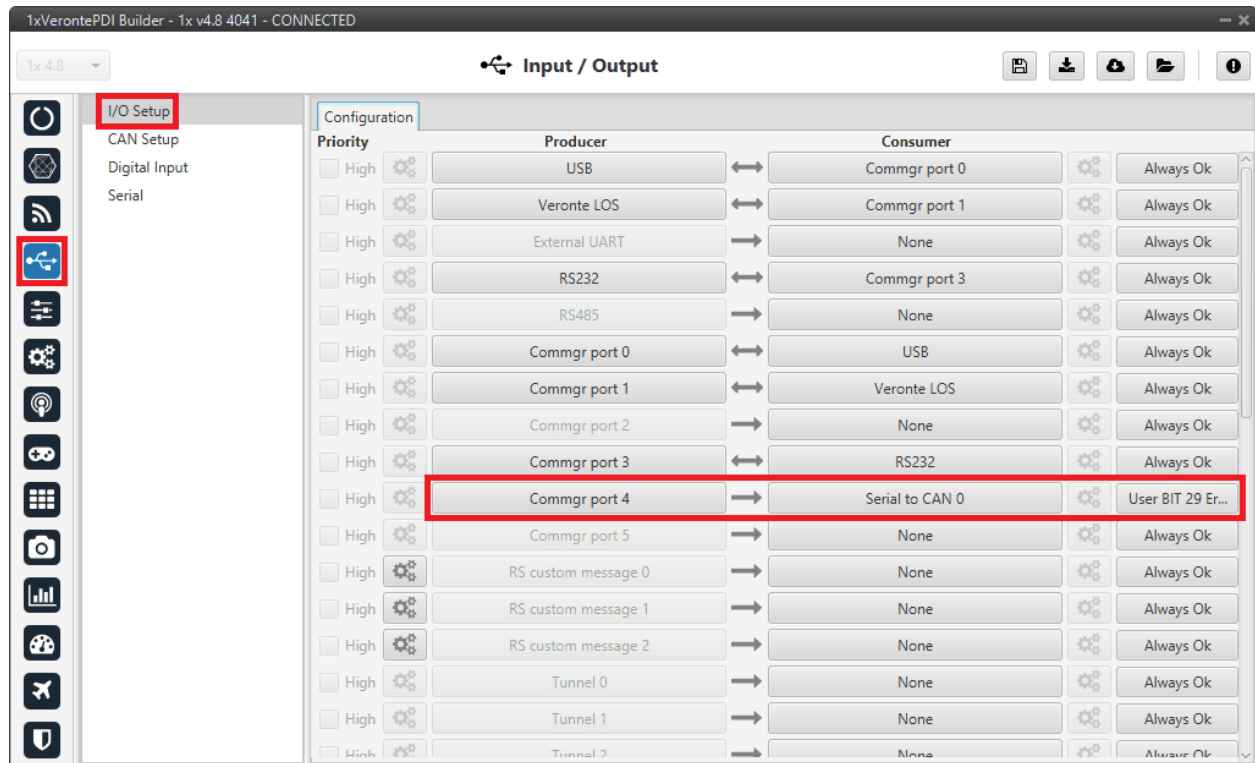 1xVerontePDI Builder - 1x v4.8 4041 - CONNECTED
1x 4.8
Input / Output
I/O Setup
CAN Setup
Digital Input
Serial
Configuration
Priority Producer Consumer
High USB Commgr port 0 Always Ok
High Veronte LOS Commgr port 1 Always Ok
High External UART None Always Ok
High RS232 Commgr port 3 Always Ok
High RS485 None Always Ok
High Commgr port 0 USB Always Ok
High Commgr port 1 Veronte LOS Always Ok
High Commgr port 2 None Always Ok
High Commgr port 3 RS232 Always Ok
High Commgr port 4 Serial to CAN 0 User BIT 29 Er...
High Commgr port 5 None Always Ok
High RS custom message 0 None Always Ok
High RS custom message 1 None Always Ok
High RS custom message 2 None Always Ok
High Tunnel 0 None Always Ok
High Tunnel 1 None Always Ok
High Tunnel 2 None Always Ok